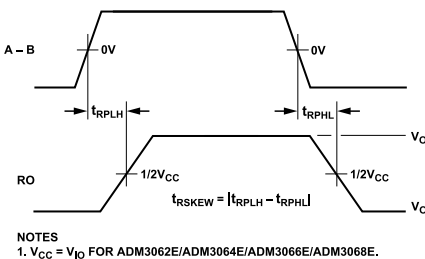 A – B
0V
0V
tRPLH
tRPHL
VO
RO
1/2VCC
1/2VCC
tRSKEW = |tRPLH – tRPHL|
VO
NOTES
1. VCC = VIO FOR ADM3062E/ADM3064E/ADM3066E/ADM3068E.